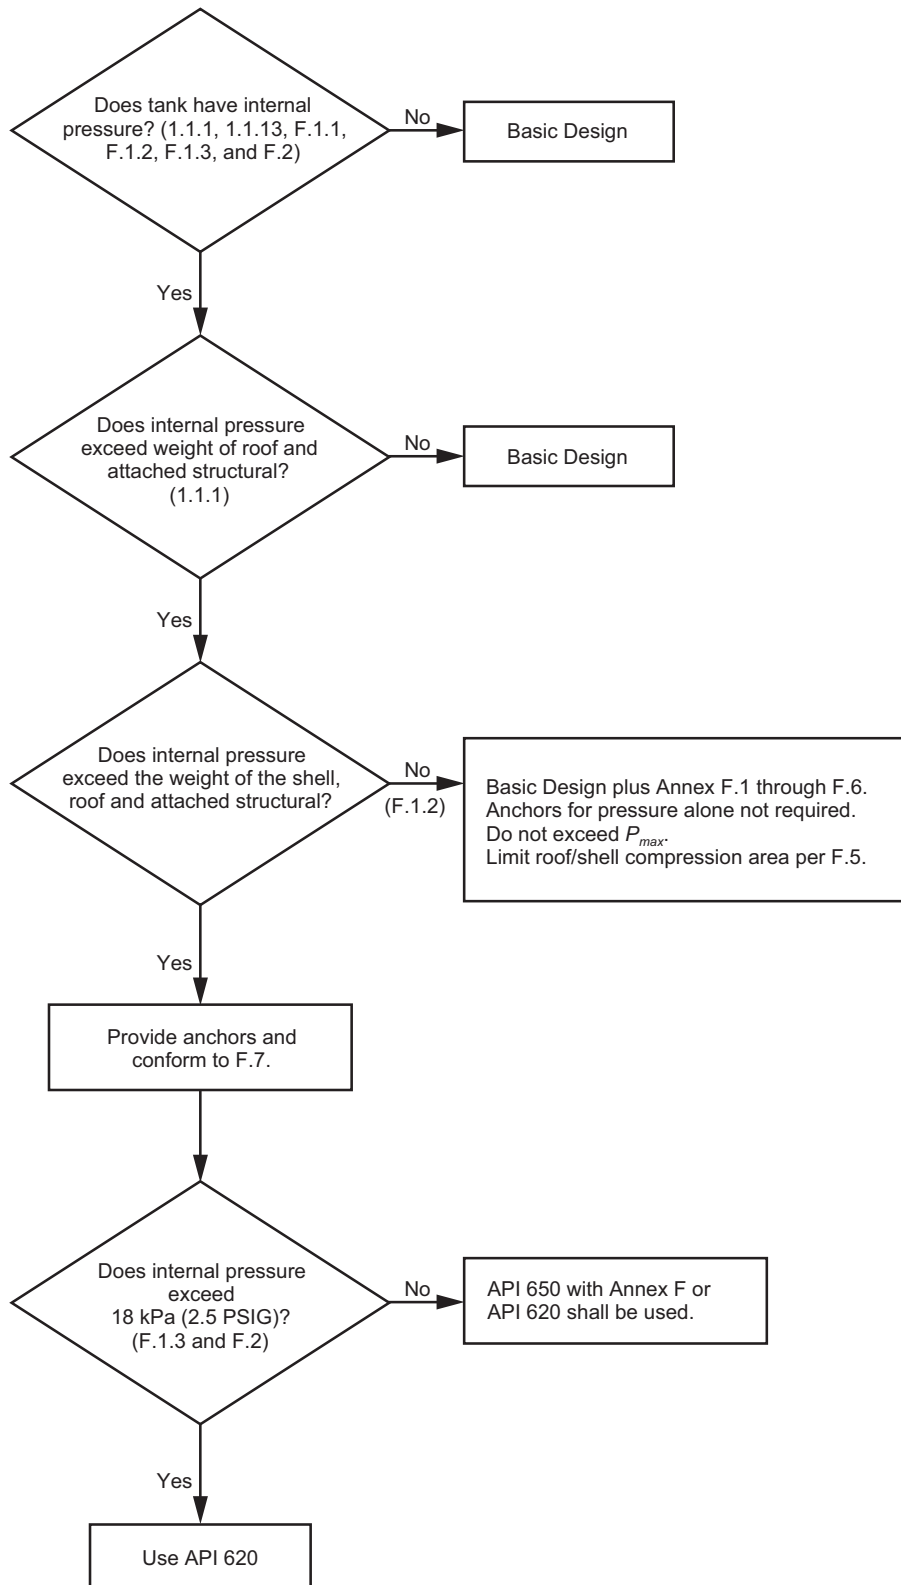 Does tank have internal
pressure? (1.1.1, 1.1.13, F.1.1,
F.1.2, F.1.3, and F.2)
No
Basic Design
Yes
Does internal pressure
exceed weight of roof and
attached structural?
(1.1.1)
No
Basic Design
Yes
Does internal pressure
exceed the weight of the shell,
roof and attached structural?
No
(F.1.2)
Basic Design plus Annex F.1 through F.6.
Anchors for pressure alone not required.
Do not exceed Pmax.
Limit roof/shell compression area per F.5.
Yes
Provide anchors and
conform to F.7.
Does internal pressure
exceed
18 kPa (2.5 PSIG)?
(F.1.3 and F.2)
No
API 650 with Annex F or
API 620 shall be used.
Yes
Use API 620